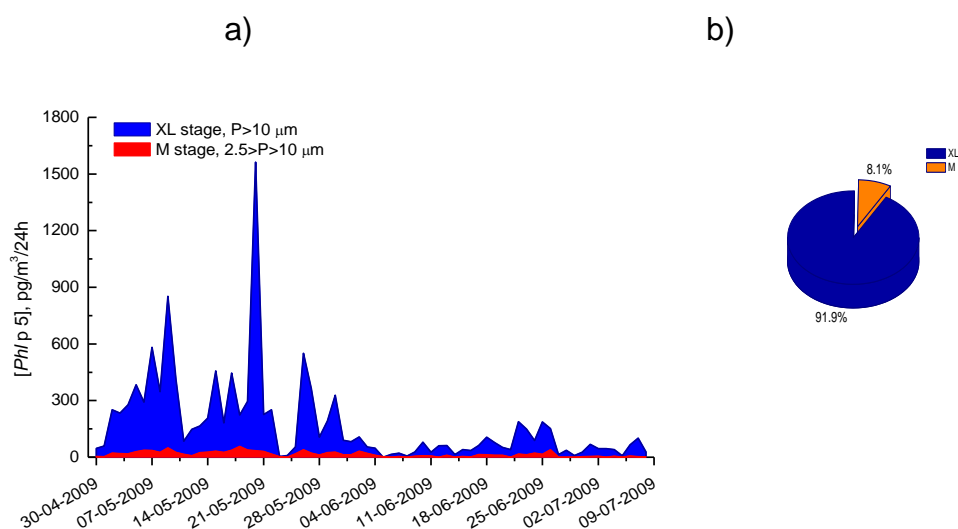 a)
b)
1800
1500
1200
900
600
300
0
[Phl p 5], pg/m³/24h
XL stage, P>10 μm
M stage, 2.5>P>10 μm
30-04-2009
07-05-2009
14-05-2009
21-05-2009
28-05-2009
04-06-2009
11-06-2009
18-06-2009
25-06-2009
02-07-2009
09-07-2009
XL
M
8.1%
91.9%